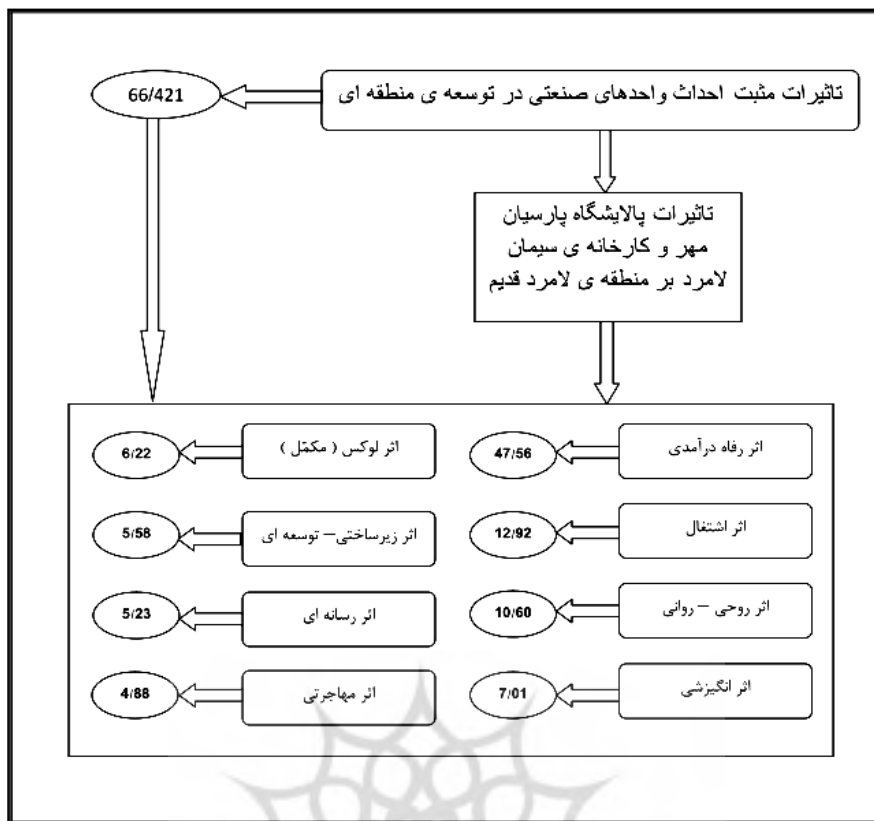 تاثیرات مثبت احداث واحدهای صنعتی در توسعه ی منطقه ای
66/421
تاثیرات پالایشگاه پارسیان
مهر و کارخانه ی سیمان
لامرد بر منطقه ی لامرد قدیم
اثر رفاه درآمدی
47/56
اثر لوکس ( مکمّل )
6/22
اثر اشتغال
12/92
اثر زیرساختی – توسعه ای
5/58
اثر روحی – روانی
10/60
اثر رسانه ای
5/23
اثر انگیزشی
7/01
اثر مهاجرتی
4/88